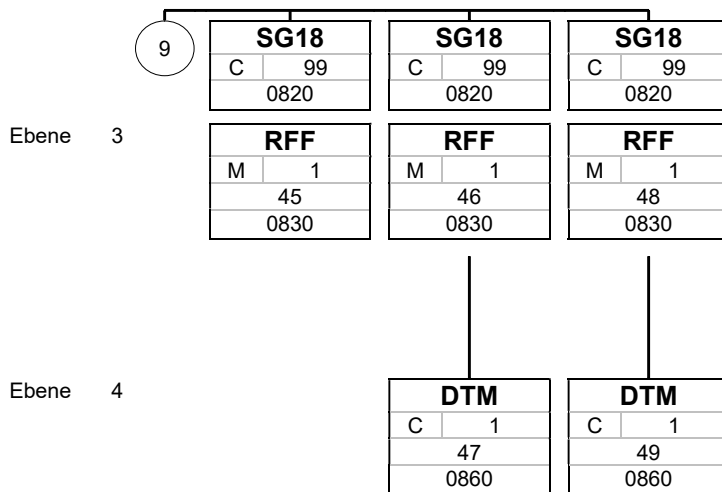 9
SG18 SG18 SG18
C 99 C 99 C 99
0820 0820 0820
Ebene 3
RFF RFF RFF
M 1 M 1 M 1
45 46 48
0830 0830 0830
Ebene 4
DTM DTM
C 1 C 1
47 49
0860 0860